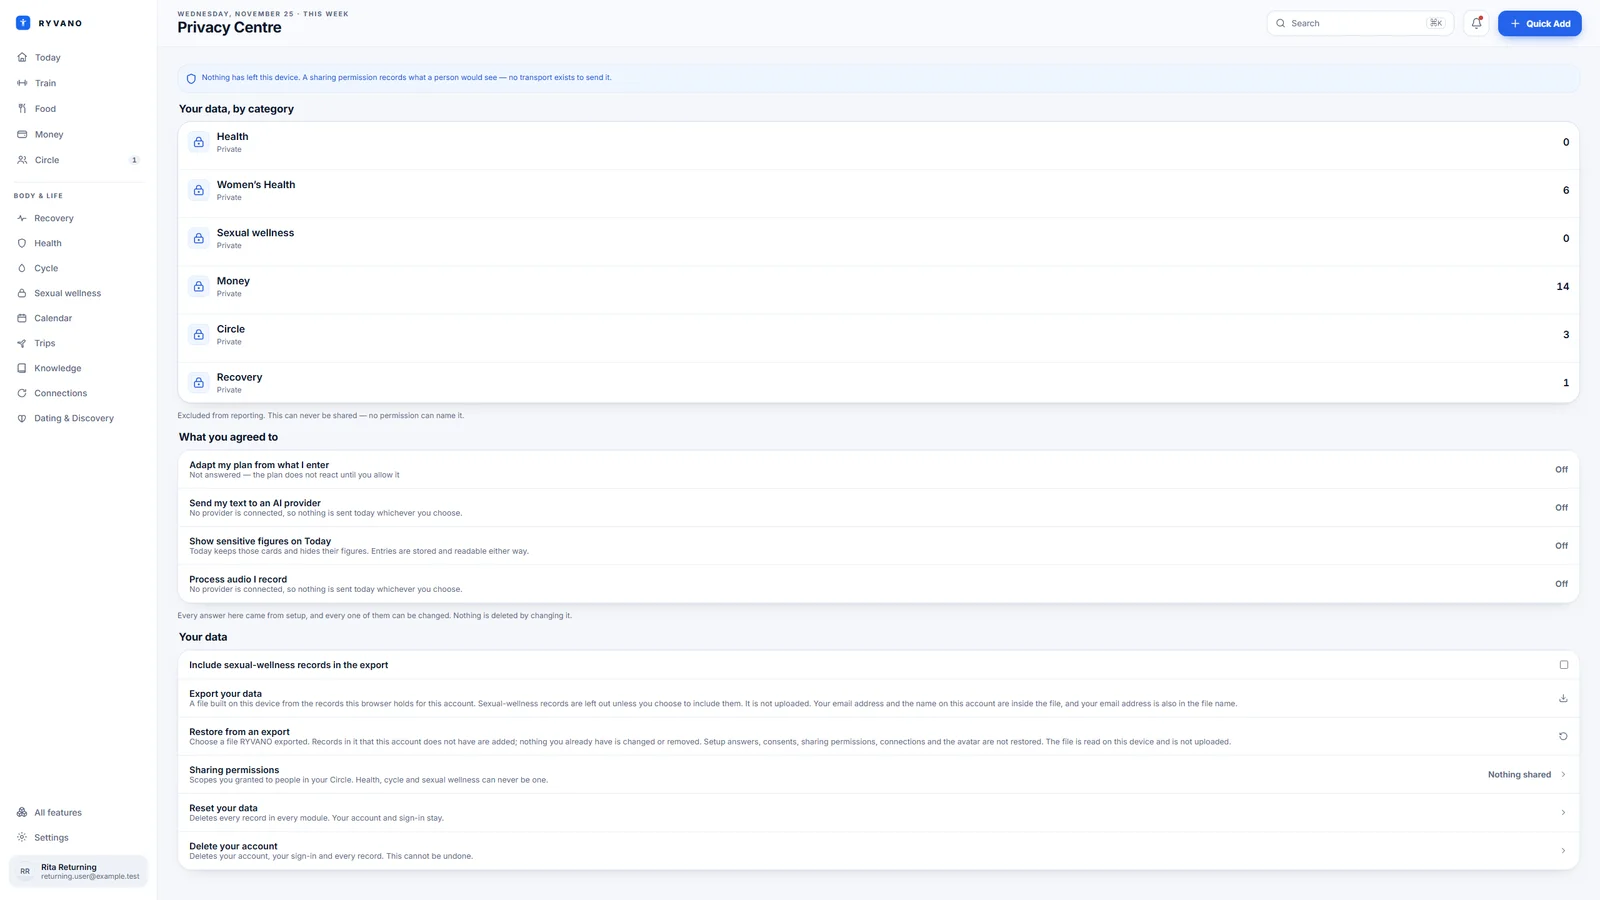 RYVANO
Today
Train
Food
Money
Circle
1
BODY & LIFE
Recovery
Health
Cycle
Sexual wellness
Calendar
Trips
Knowledge
Connections
Dating & Discovery
All features
Settings
RR
Rita Returning
returning.user@example.test
WEDNESDAY, NOVEMBER 25 · THIS WEEK
Privacy Centre
Search
⌘K
Quick Add
Nothing has left this device. A sharing permission records what a person would see — no transport exists to send it.
Your data, by category
Health
Private
0
Women's Health
Private
6
Sexual wellness
Private
0
Money
Private
14
Circle
Private
3
Recovery
Private
1
Excluded from reporting. This can never be shared — no permission can name it.
What you agreed to
Adapt my plan from what I enter
Not answered — the plan does not react until you allow it
Off
Send my text to an AI provider
No provider is connected, so nothing is sent today whichever you choose.
Off
Show sensitive figures on Today
Today keeps those cards and hides their figures. Entries are stored and readable either way.
Off
Process audio I record
No provider is connected, so nothing is sent today whichever you choose.
Off
Every answer here came from setup, and every one of them can be changed. Nothing is deleted by changing it.
Your data
Include sexual-wellness records in the export
Export your data
A file built on this device from the records this browser holds for this account. Sexual-wellness records are left out unless you choose to include them. It is not uploaded. Your email address and the name on this account are inside the file, and your email address is also in the file name.
Restore from an export
Choose a file RYVANO exported. Records in it that this account does not have are added; nothing you already have is changed or removed. Setup answers, consents, sharing permissions, connections and the avatar are not restored. The file is read on this device and is not uploaded.
Sharing permissions
Scopes you granted to people in your Circle. Health, cycle and sexual wellness can never be one.
Nothing shared
Reset your data
Deletes every record in every module. Your account and sign-in stay.
Delete your account
Deletes your account, your sign-in and every record. This cannot be undone.